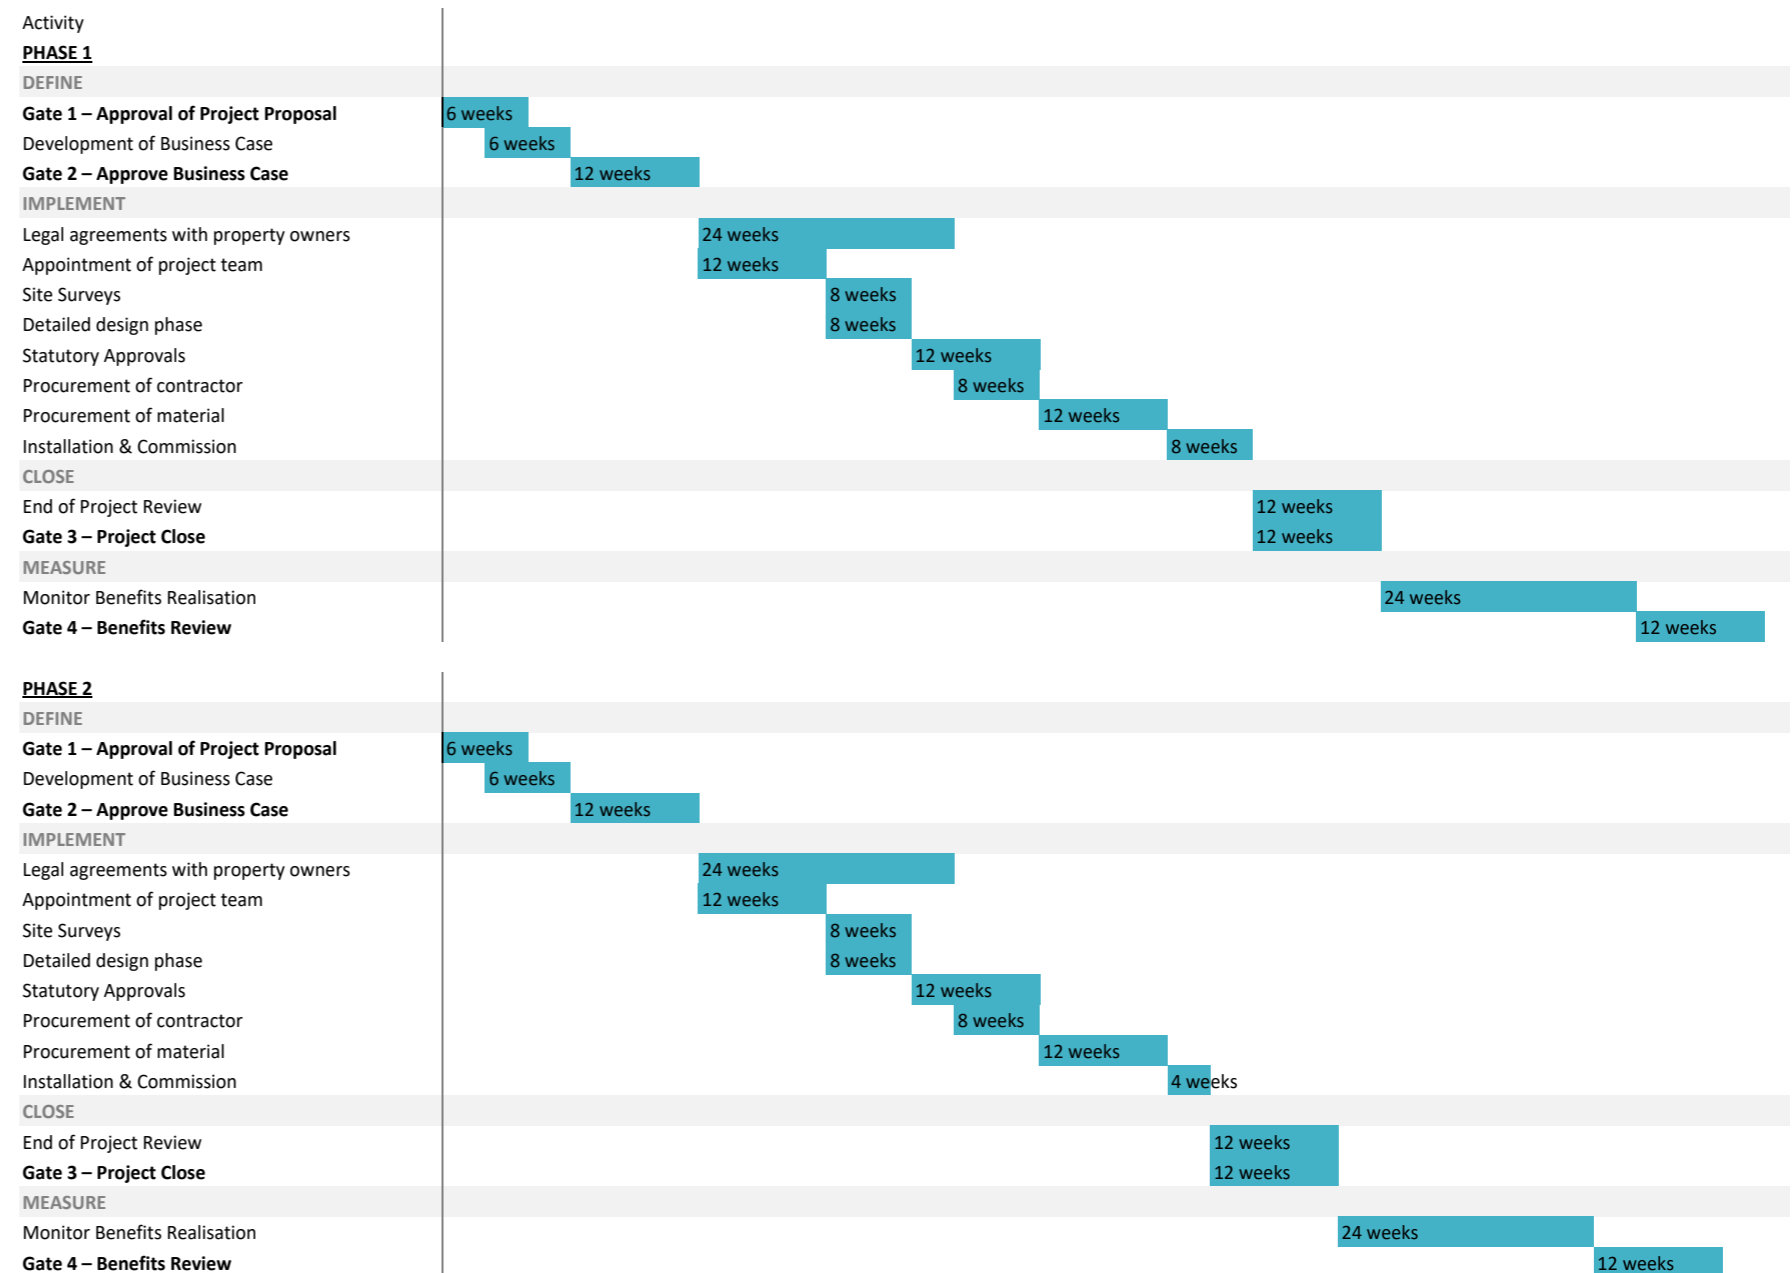 Activity
PHASE 1
DEFINE
Gate 1 – Approval of Project Proposal 6 weeks
Development of Business Case 6 weeks
Gate 2 – Approve Business Case 12 weeks
IMPLEMENT
Legal agreements with property owners 24 weeks
Appointment of project team 12 weeks
Site Surveys 8 weeks
Detailed design phase 8 weeks
Statutory Approvals 12 weeks
Procurement of contractor 8 weeks
Procurement of material 12 weeks
Installation & Commission 8 weeks
CLOSE
End of Project Review 12 weeks
Gate 3 – Project Close 12 weeks
MEASURE
Monitor Benefits Realisation 24 weeks
Gate 4 – Benefits Review 12 weeks
PHASE 2
DEFINE
Gate 1 – Approval of Project Proposal 6 weeks
Development of Business Case 6 weeks
Gate 2 – Approve Business Case 12 weeks
IMPLEMENT
Legal agreements with property owners 24 weeks
Appointment of project team 12 weeks
Site Surveys 8 weeks
Detailed design phase 8 weeks
Statutory Approvals 12 weeks
Procurement of contractor 8 weeks
Procurement of material 12 weeks
Installation & Commission 4 weeks
CLOSE
End of Project Review 12 weeks
Gate 3 – Project Close 12 weeks
MEASURE
Monitor Benefits Realisation 24 weeks
Gate 4 – Benefits Review 12 weeks